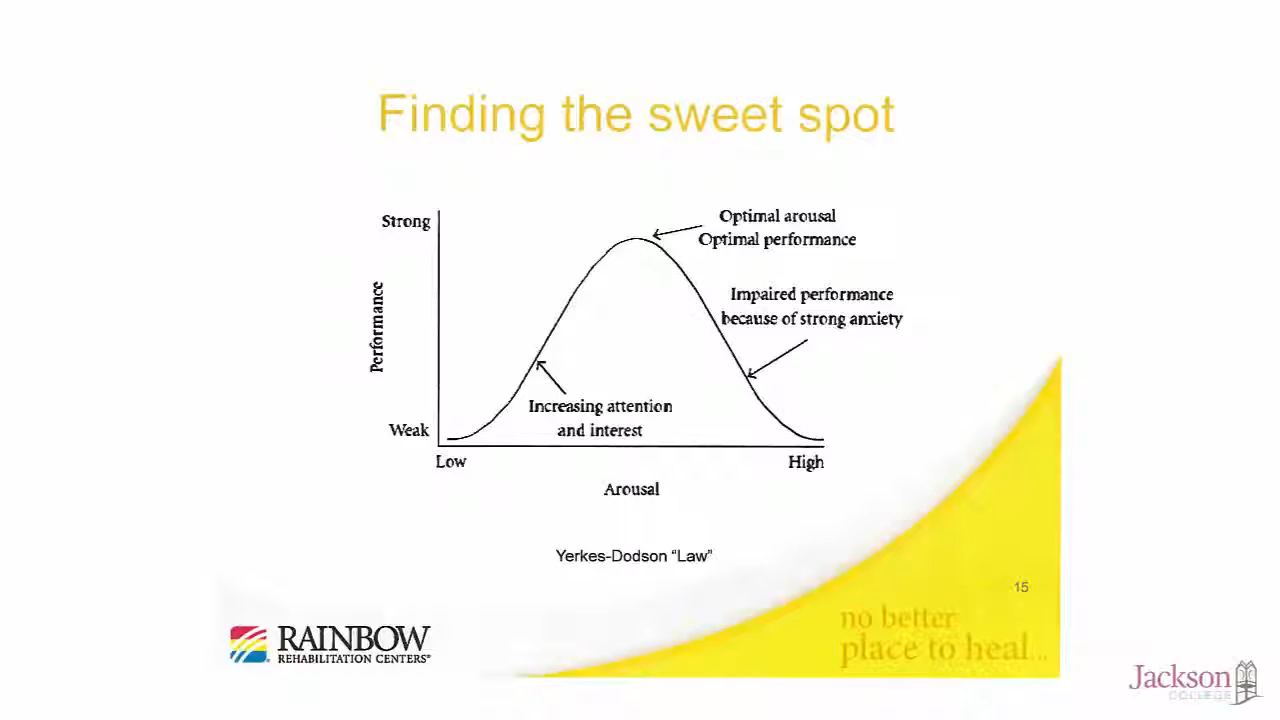 Finding the sweet spot
Strong
Optimal arousal
Optimal performance
Impaired performance
because of strong anxiety
Performance
Increasing attention
and interest
Weak
Low
High
Arousal
Yerkes-Dodson “Law”
15
no better
place to heal...
RAINBOW
REHABILITATION CENTERS®
Jackson
COLLEGE